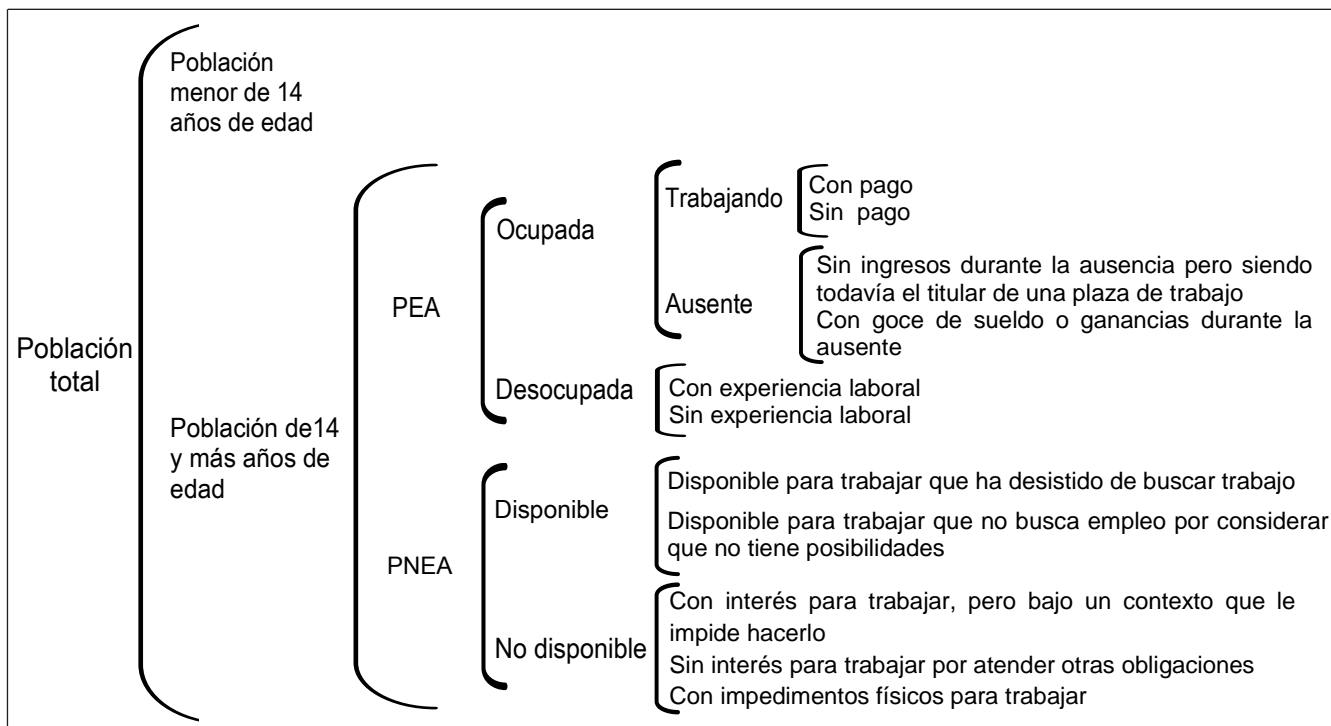 Población total
Población
menor de 14
años de edad
Población de14
y más años de
edad
PEA
Ocupada
Trabajando
Con pago
Sin pago
Ausente
Sin ingresos durante la ausencia pero siendo
todavía el titular de una plaza de trabajo
Con goce de sueldo o ganancias durante la
ausente
Desocupada
Con experiencia laboral
Sin experiencia laboral
PNEA
Disponible
Disponible para trabajar que ha desistido de buscar trabajo
Disponible para trabajar que no busca empleo por considerar
que no tiene posibilidades
No disponible
Con interés para trabajar, pero bajo un contexto que le
impide hacerlo
Sin interés para trabajar por atender otras obligaciones
Con impedimentos físicos para trabajar